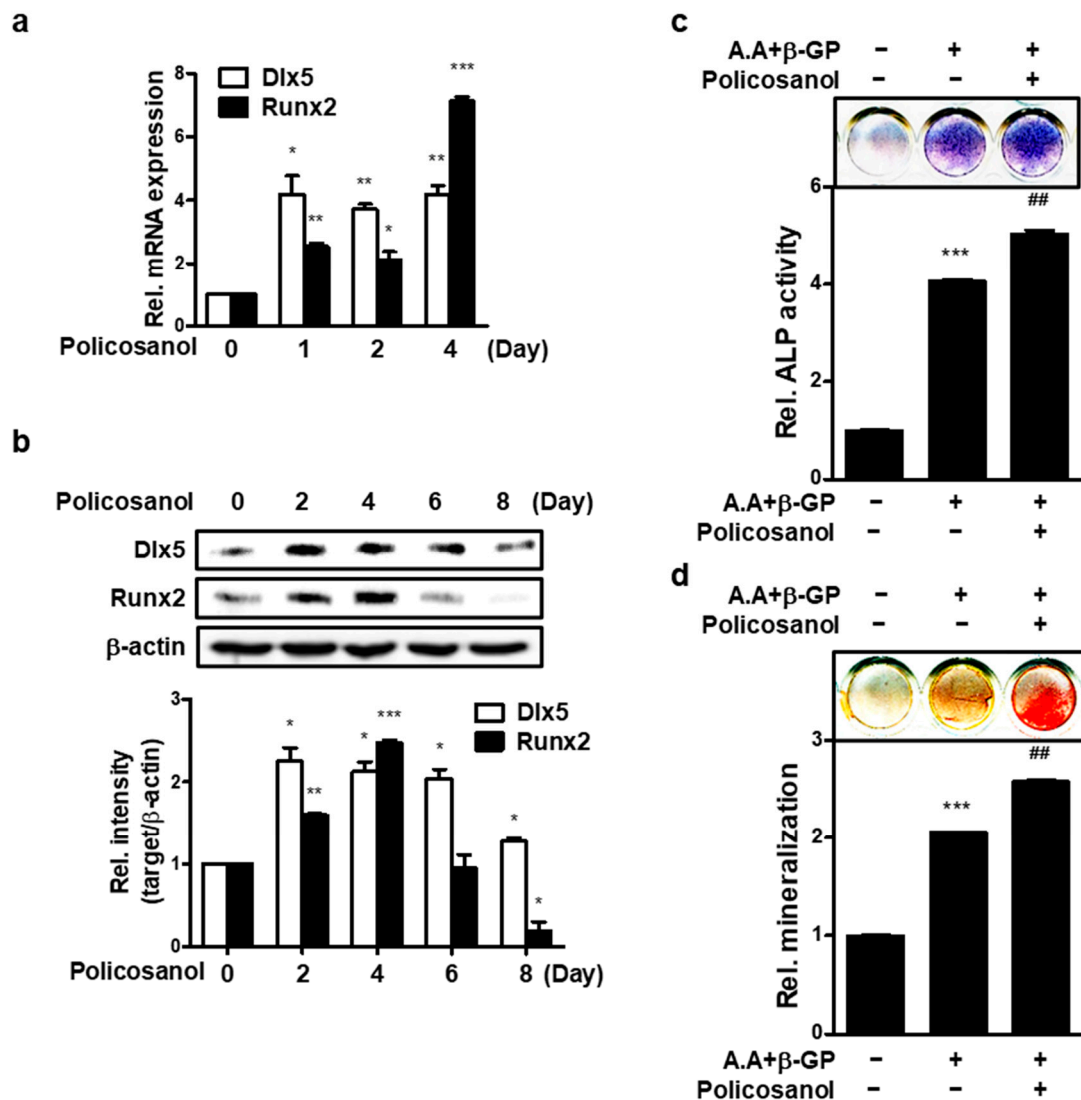 a
Rel. mRNA expression
8
6
4
2
0
Dlx5
Runx2
* ** ** * ** ***
Policosanol 0 1 2 4 (Day)
b
Policosanol 0 2 4 6 8 (Day)
Dlx5
Runx2
β-actin
Rel. intensity
(target/β-actin)
3
2
1
0
Dlx5
Runx2
* ** * *** * * *
Policosanol 0 2 4 6 8 (Day)
c
A.A+β-GP − + +
Policosanol − − +
Rel. ALP activity
6
4
2
0
*** ##
A.A+β-GP − + +
Policosanol − − +
d
A.A+β-GP − + +
Policosanol − − +
Rel. mineralization
3
2
1
0
*** ##
A.A+β-GP − + +
Policosanol − − +